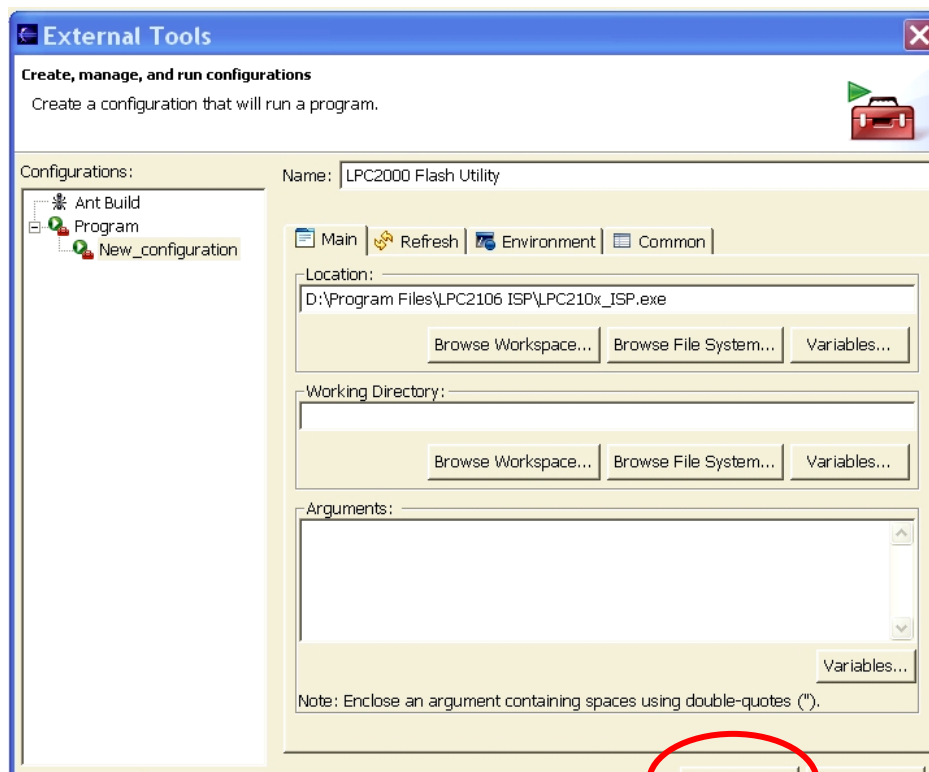 External Tools
Create, manage, and run configurations
Create a configuration that will run a program.
Configurations:
Ant Build
Program
New_configuration
Name: LPC2000 Flash Utility
Main Refresh Environment Common
Location:
D:\Program Files\LPC2106 ISP\LPC210x_ISP.exe
Browse Workspace... Browse File System... Variables...
Working Directory:
Browse Workspace... Browse File System... Variables...
Arguments:
Variables...
Note: Enclose an argument containing spaces using double-quotes (").